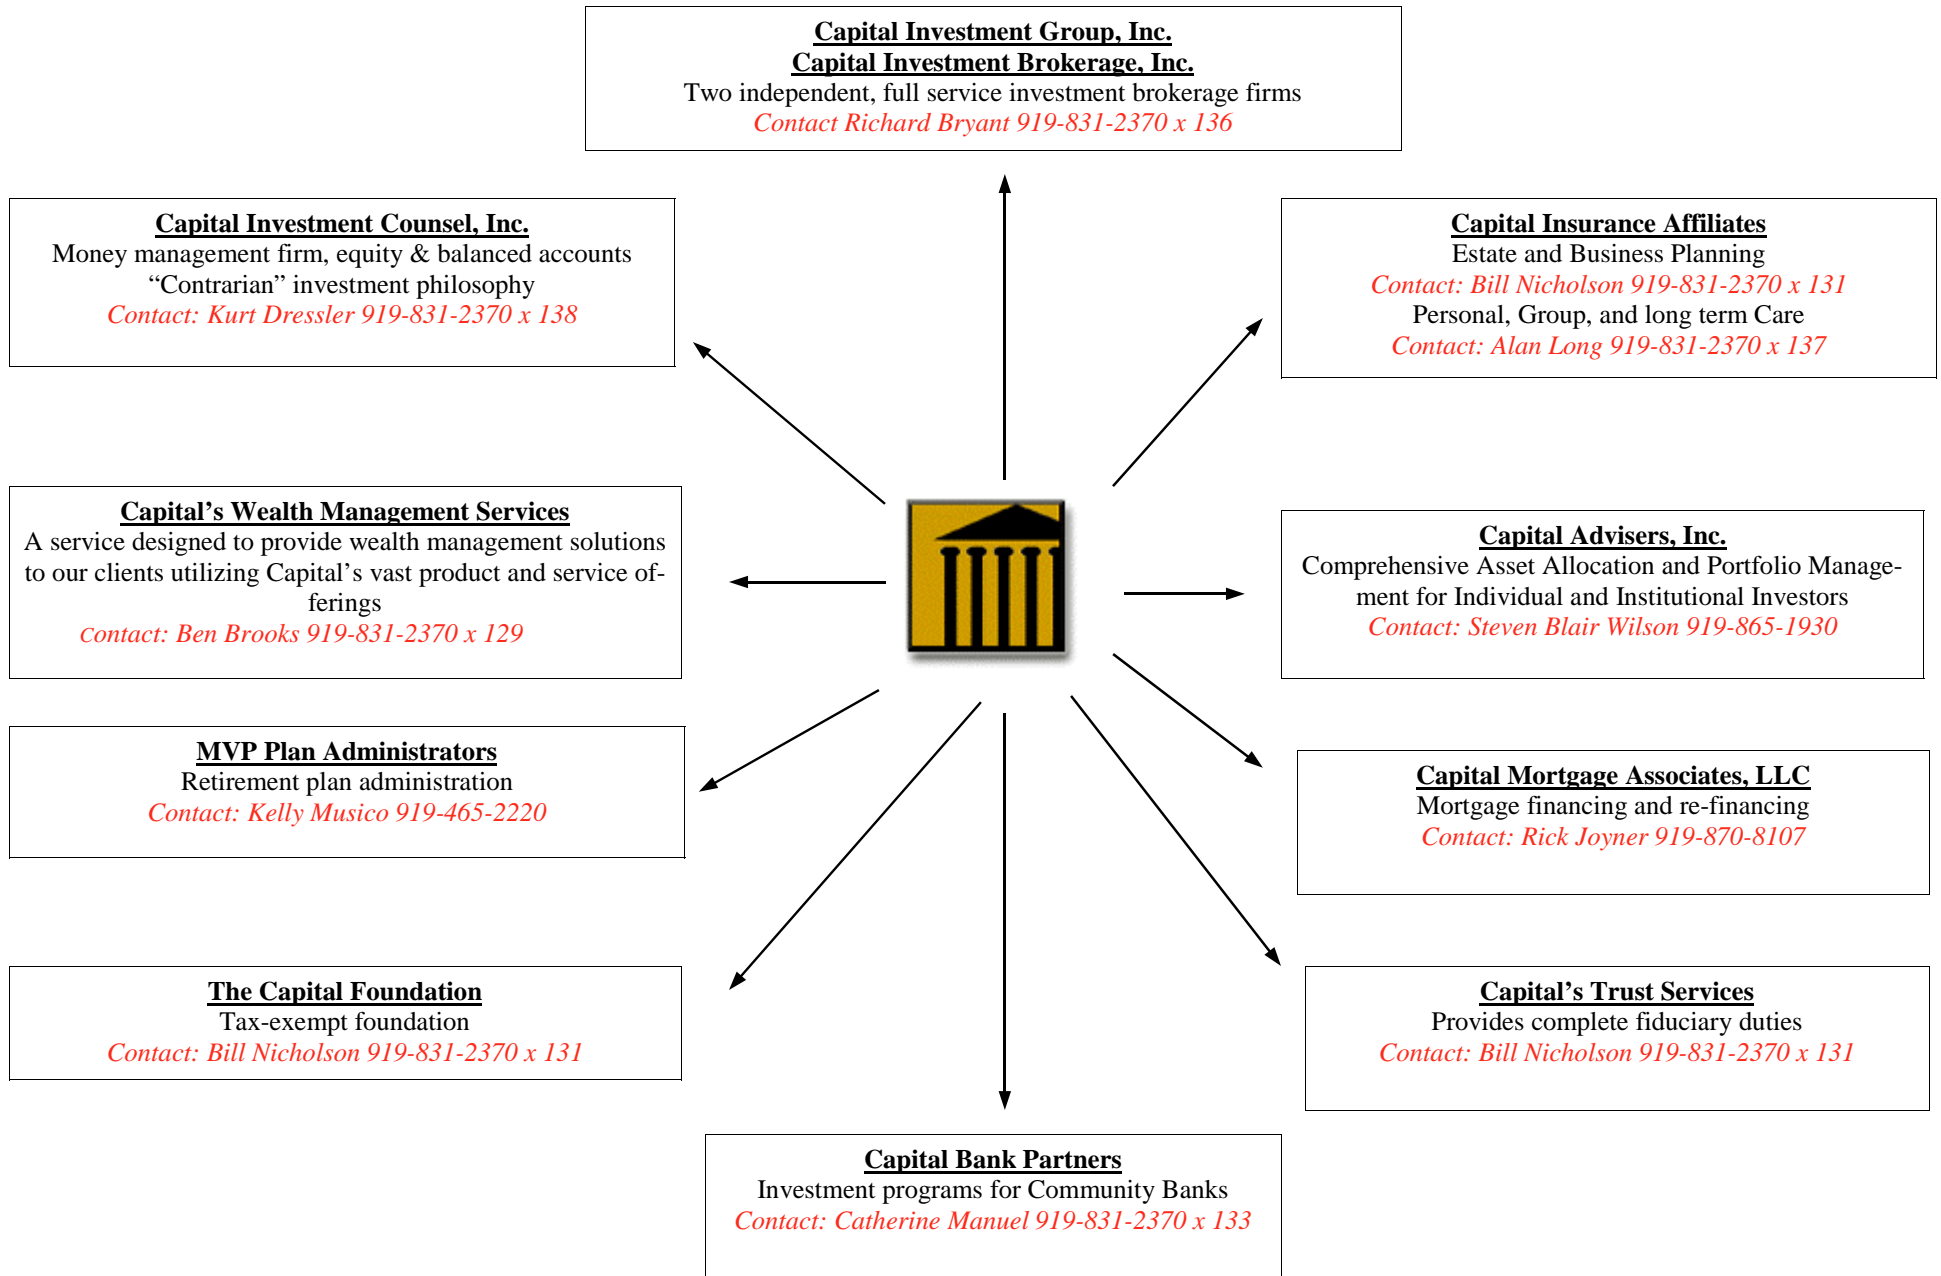 Capital Investment Group, Inc.
Capital Investment Brokerage, Inc.
Two independent, full service investment brokerage firms
Contact Richard Bryant 919-831-2370 x 136
Capital Investment Counsel, Inc.
Money management firm, equity & balanced accounts
“Contrarian” investment philosophy
Contact: Kurt Dressler 919-831-2370 x 138
Capital Insurance Affiliates
Estate and Business Planning
Contact: Bill Nicholson 919-831-2370 x 131
Personal, Group, and long term Care
Contact: Alan Long 919-831-2370 x 137
Capital’s Wealth Management Services
A service designed to provide wealth management solutions
to our clients utilizing Capital’s vast product and service of-
ferings
Contact: Ben Brooks 919-831-2370 x 129
Capital Advisers, Inc.
Comprehensive Asset Allocation and Portfolio Manage-
ment for Individual and Institutional Investors
Contact: Steven Blair Wilson 919-865-1930
MVP Plan Administrators
Retirement plan administration
Contact: Kelly Musico 919-465-2220
Capital Mortgage Associates, LLC
Mortgage financing and re-financing
Contact: Rick Joyner 919-870-8107
The Capital Foundation
Tax-exempt foundation
Contact: Bill Nicholson 919-831-2370 x 131
Capital’s Trust Services
Provides complete fiduciary duties
Contact: Bill Nicholson 919-831-2370 x 131
Capital Bank Partners
Investment programs for Community Banks
Contact: Catherine Manuel 919-831-2370 x 133